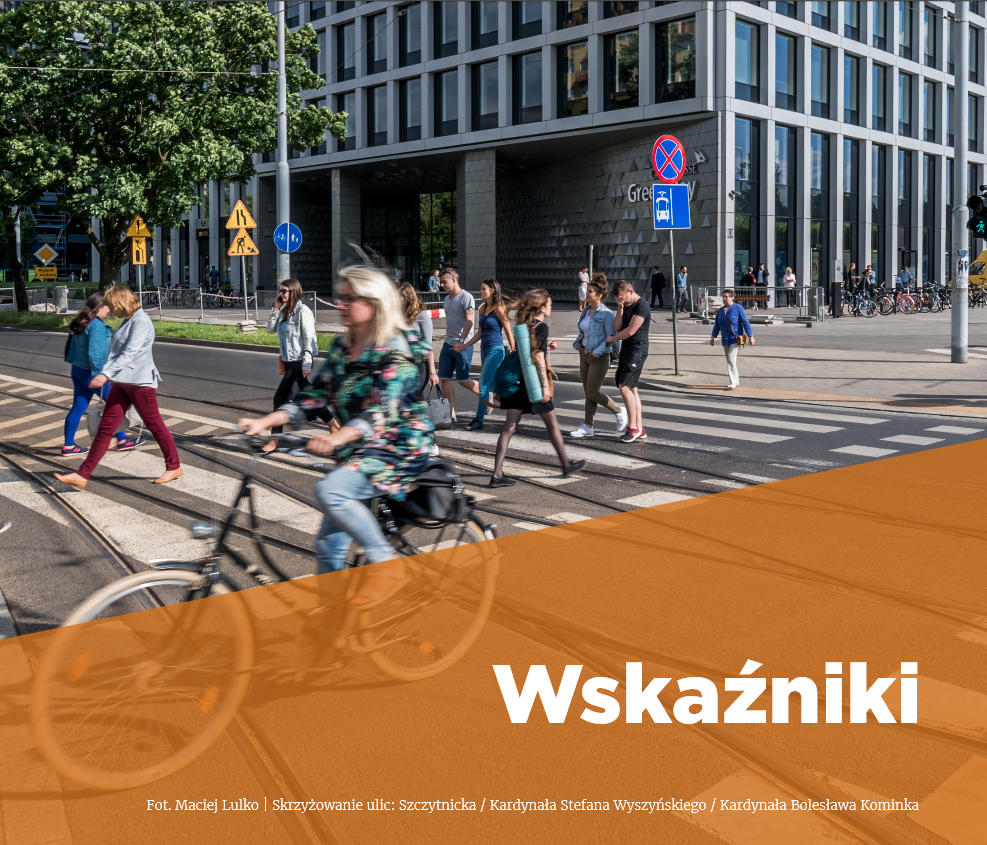 Wskaźniki
Fot. Maciej Lulko | Skrzyżowanie ulic: Szczytnicka / Kardynała Stefana Wyszyńskiego / Kardynała Bolesława Kominka